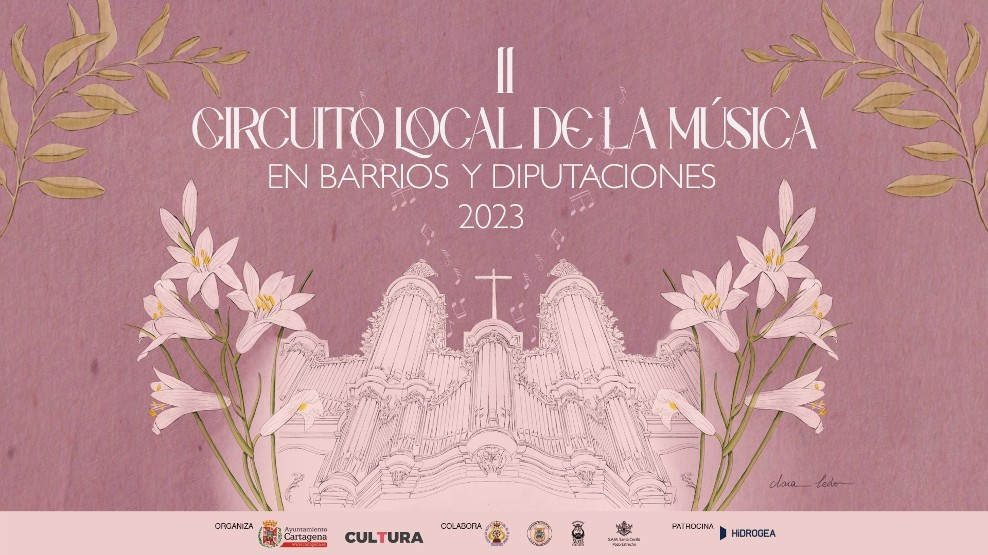 II
CIRCUITO LOCAL DE LA MÚSICA
EN BARRIOS Y DIPUTACIONES
2023
ORGANIZA
Ayuntamiento
Cartagena
CULTURA
COLABORA
PATROCINA
HIDROGEA